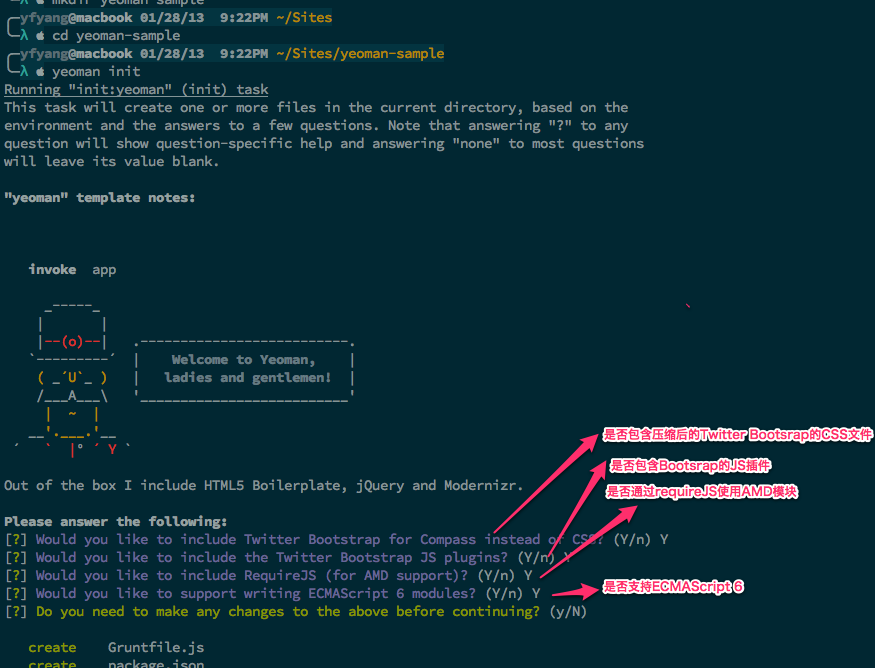 mkdir yeoman-sample
yfyang@macbook 01/28/13 9:22PM ~/Sites
λ cd yeoman-sample
yfyang@macbook 01/28/13 9:22PM ~/Sites/yeoman-sample
λ yeoman init
Running "init:yeoman" (init) task
This task will create one or more files in the current directory, based on the
environment and the answers to a few questions. Note that answering "?" to any
question will show question-specific help and answering "none" to most questions
will leave its value blank.
"yeoman" template notes:
invoke app
_-----_
|       |
|--(o)--|   .--------------------------.
`---------´  |    Welcome to Yeoman,    |
( _´U`_ )   |   ladies and gentlemen!  |
/___A___\   '__________________________'
|  ~  |
__'.___.'__
´   `  |° ´ Y `
是否包含压缩后的Twitter Bootsrap的CSS文件
是否包含Bootsrap的JS插件
是否通过requireJS使用AMD模块
Out of the box I include HTML5 Boilerplate, jQuery and Modernizr.
Please answer the following:
[?] Would you like to include Twitter Bootstrap for Compass instead of CSS? (Y/n) Y
[?] Would you like to include the Twitter Bootstrap JS plugins? (Y/n) Y
[?] Would you like to include RequireJS (for AMD support)? (Y/n) Y
[?] Would you like to support writing ECMAScript 6 modules? (Y/n) Y
是否支持ECMAScript 6
[?] Do you need to make any changes to the above before continuing? (y/N)
create Gruntfile.js
create package.json